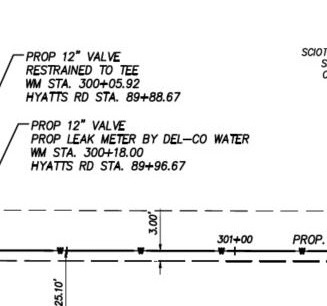 PROP 12" VALVE
RESTRAINED TO TEE
WM STA. 300+05.92
HYATTS RD STA. 89+88.67
SCIOT
S
PROP 12" VALVE
PROP LEAK METER BY DEL-CO WATER
WM STA. 300+18.00
HYATTS RD STA. 89+96.67
3.00'
301+00
PROP.
W W W W
25.10'